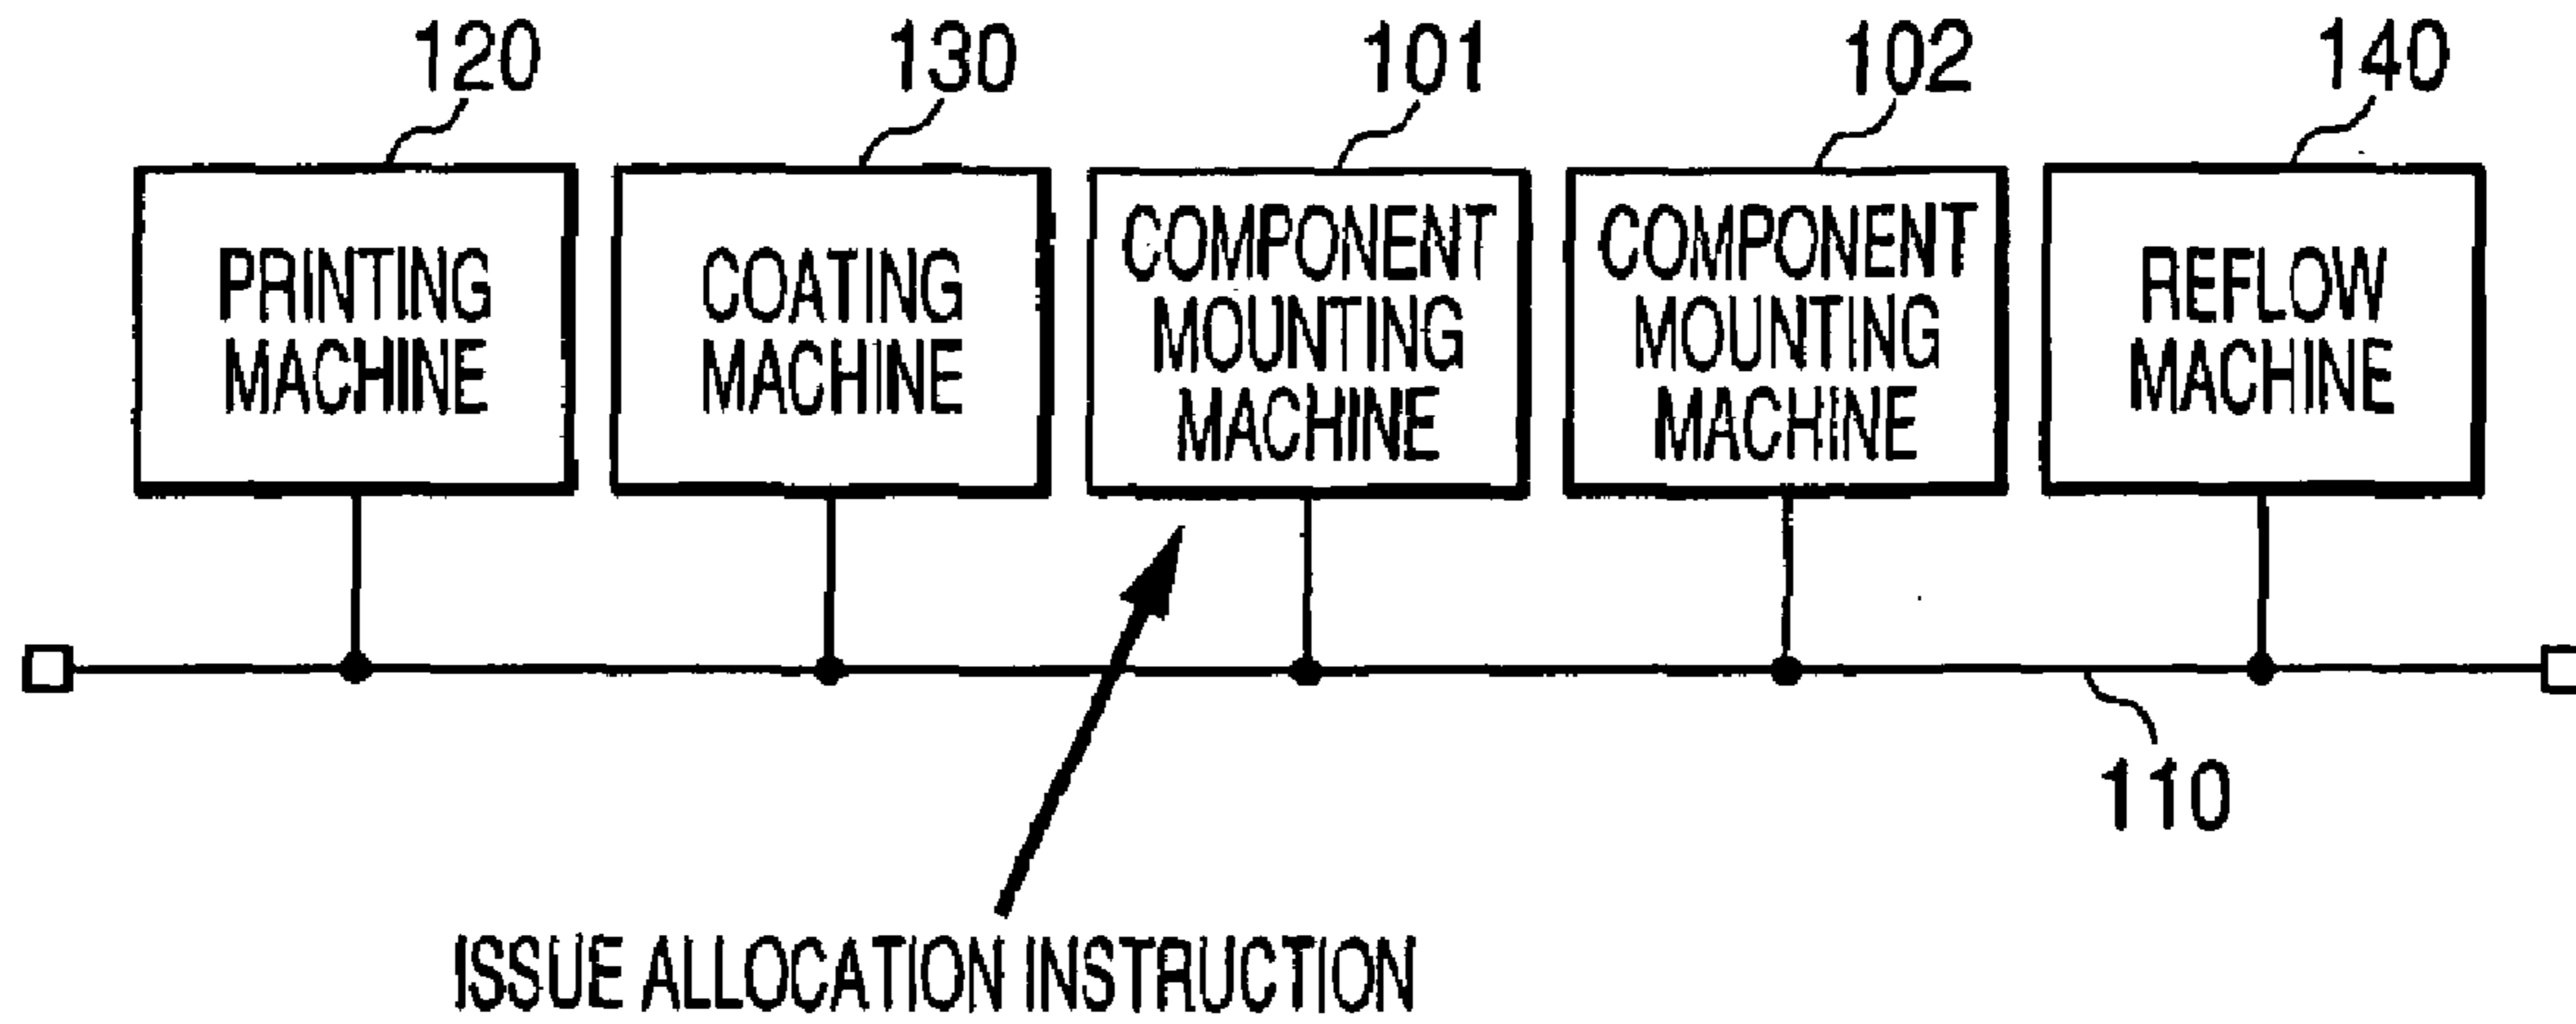 120
130
101
102
140
PRINTING
MACHINE
COATING
MACHINE
COMPONENT
MOUNTING
MACHINE
COMPONENT
MOUNTING
MACHINE
REFLOW
MACHINE
110
ISSUE ALLOCATION INSTRUCTION